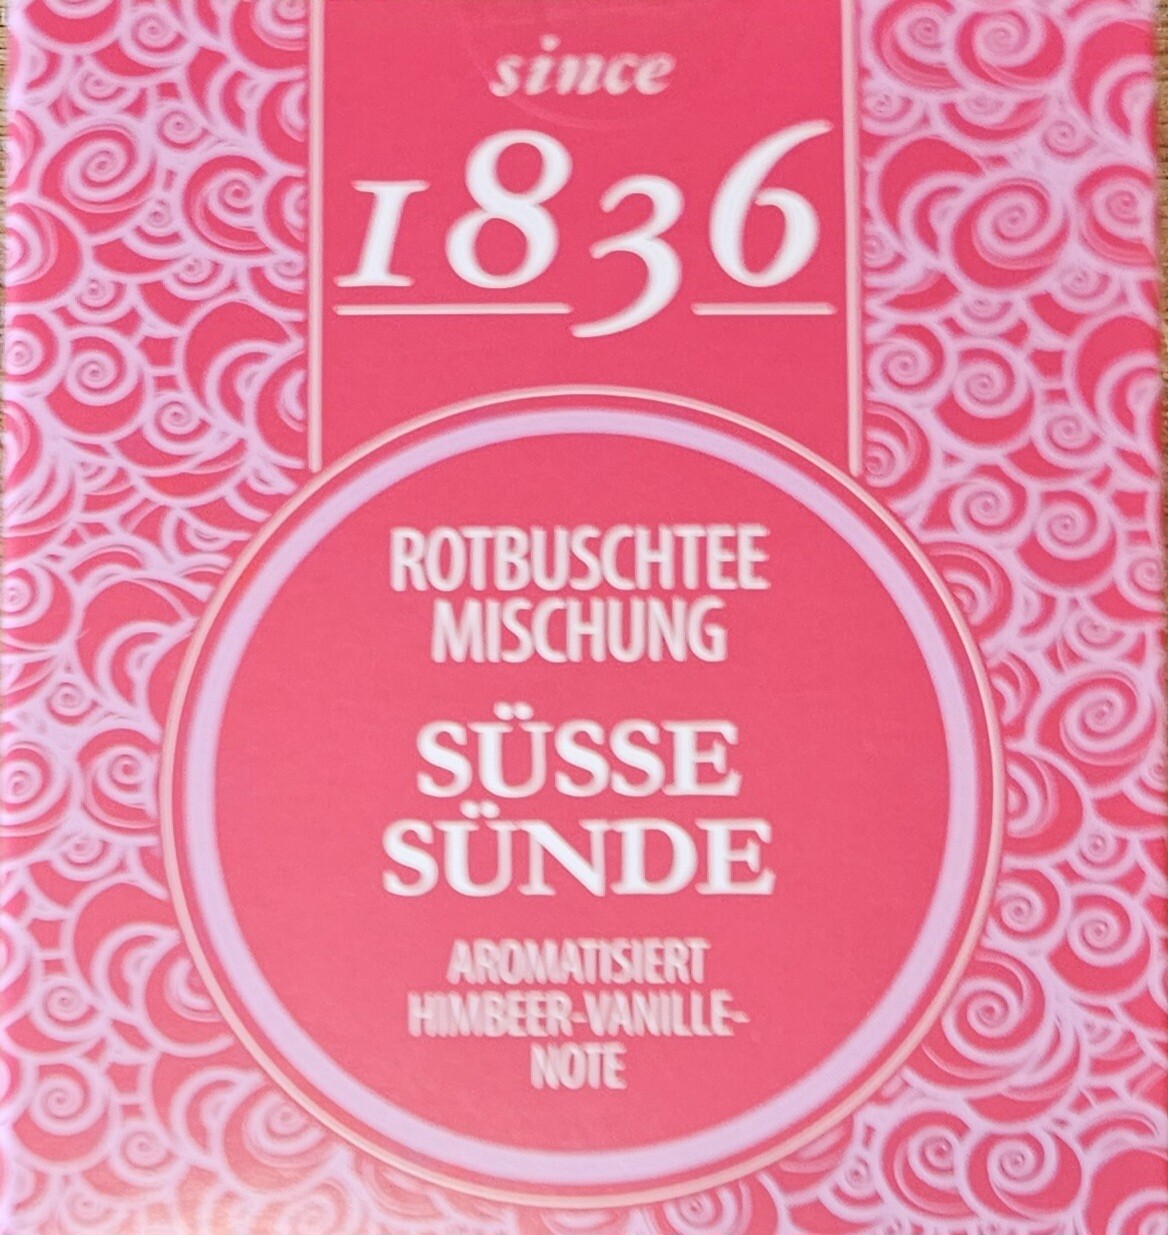 since
1836
ROTBUSCHTEE
MISCHUNG
SÜSSE
SÜNDE
AROMATISIERT
HIMBEER-VANILLE-
NOTE